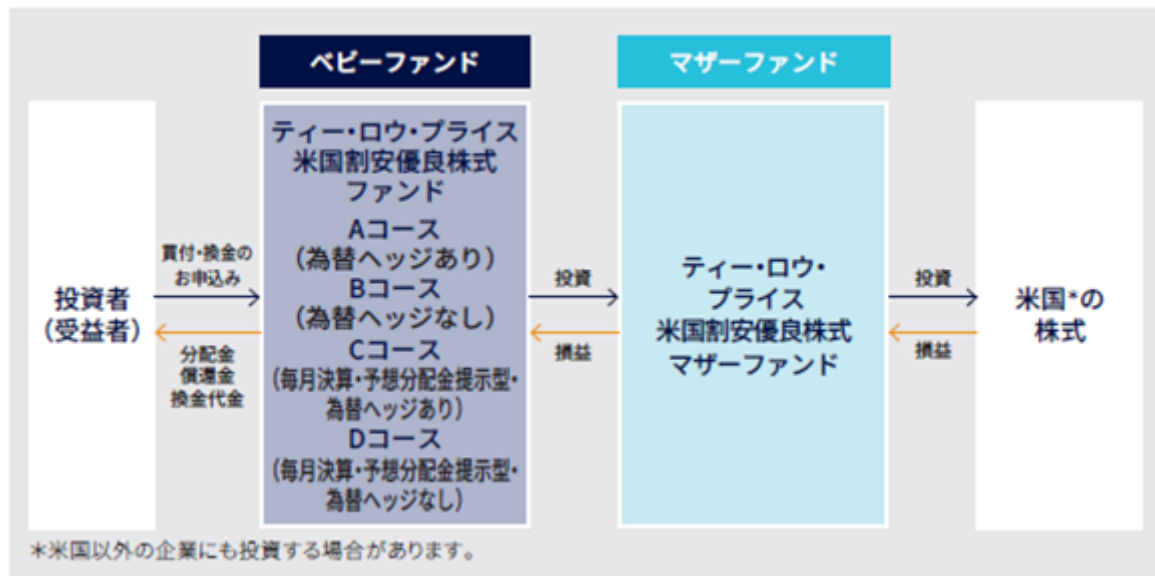 ベビーファンド
マザーファンド
投資者
（受益者）
買付・換金の
お申込み
分配金
償還金
換金代金
ティー・ロウ・プライス
米国割安優良株式
ファンド
Aコース
（為替ヘッジあり）
Bコース
（為替ヘッジなし）
Cコース
（毎月決算・予想分配金提示型・
為替ヘッジあり）
Dコース
（毎月決算・予想分配金提示型・
為替ヘッジなし）
投資
損益
ティー・ロウ・
プライス
米国割安優良株式
マザーファンド
投資
損益
米国*の
株式
＊米国以外の企業にも投資する場合があります。